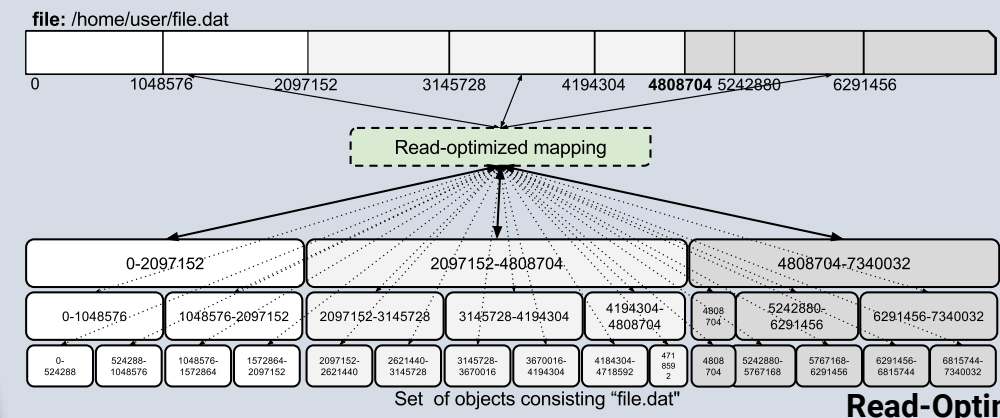 file: /home/user/file.dat
0 1048576 2097152 3145728 4194304 4808704 5242880 6291456
Read-optimized mapping
0-2097152 2097152-4808704 4808704-7340032
0-1048576 1048576-2097152 2097152-3145728 3145728-4194304 4194304-
4808704 4808
704 5242880-
6291456 6291456-7340032
0-
524288 524288-
1048576 1048576-
1572864 1572864-
2097152 2097152-
2621440 2621440-
3145728 3145728-
3670016 3670016-
4194304 4184304-
4718592 471
859
2 4808
704 5242880-
5767168 5767168-
6291456 6291456-
6815744 6815744-
7340032
Set of objects consisting “file.dat"
Read-Optin